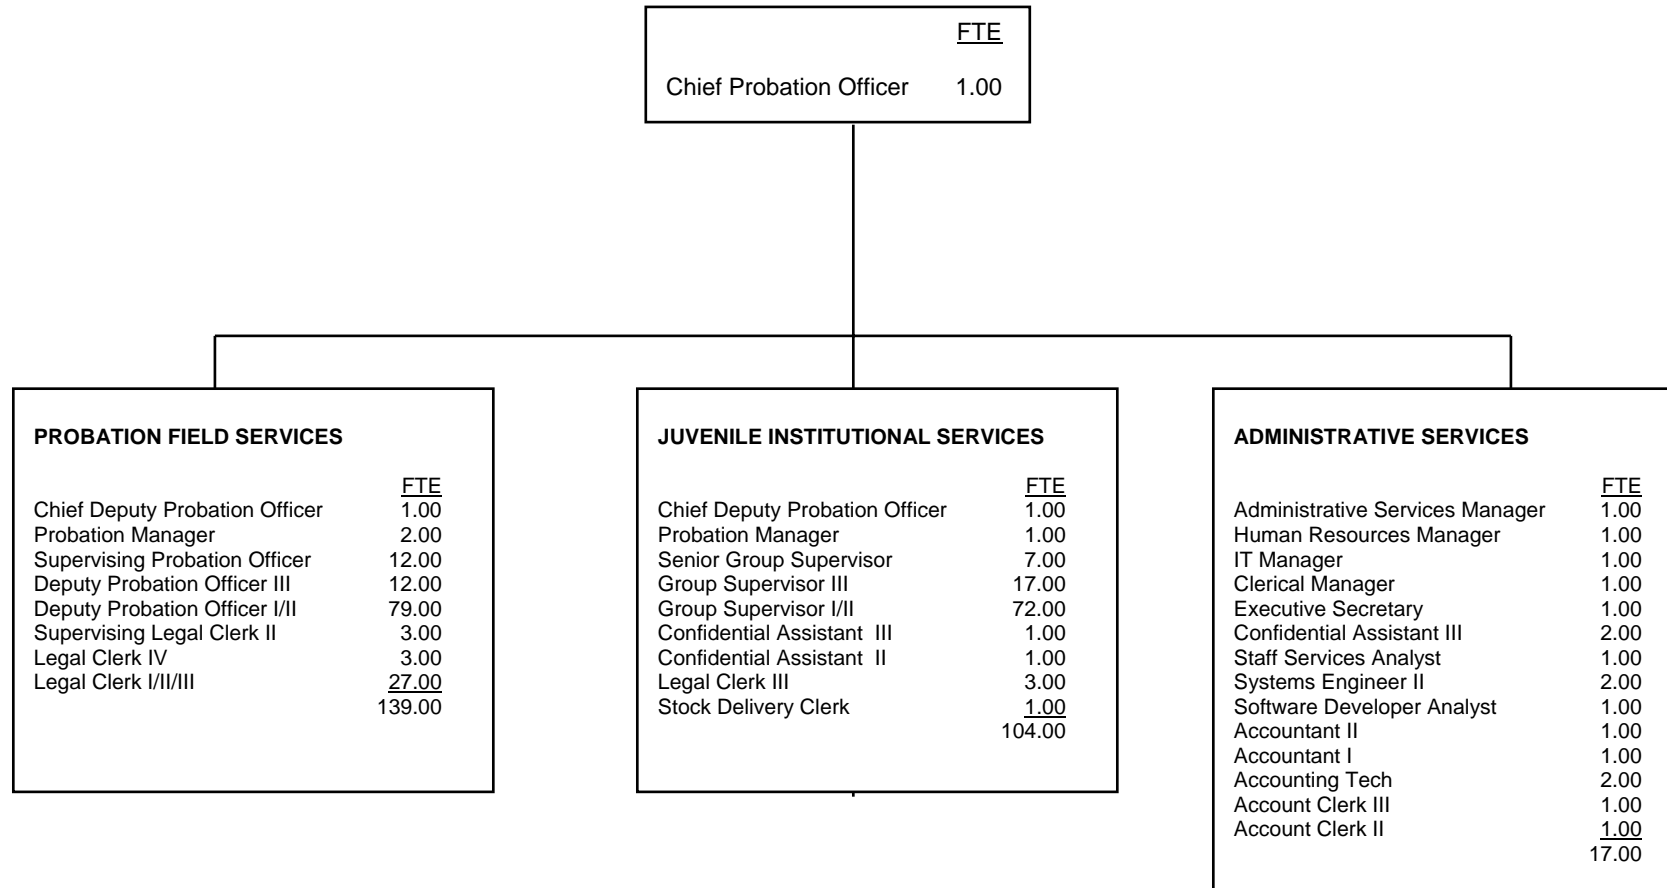 FTE
Chief Probation Officer 1.00
PROBATION FIELD SERVICES
FTE
Chief Deputy Probation Officer 1.00
Probation Manager 2.00
Supervising Probation Officer 12.00
Deputy Probation Officer III 12.00
Deputy Probation Officer I/II 79.00
Supervising Legal Clerk II 3.00
Legal Clerk IV 3.00
Legal Clerk I/II/III 27.00
139.00
JUVENILE INSTITUTIONAL SERVICES
FTE
Chief Deputy Probation Officer 1.00
Probation Manager 1.00
Senior Group Supervisor 7.00
Group Supervisor III 17.00
Group Supervisor I/II 72.00
Confidential Assistant III 1.00
Confidential Assistant II 1.00
Legal Clerk III 3.00
Stock Delivery Clerk 1.00
104.00
ADMINISTRATIVE SERVICES
FTE
Administrative Services Manager 1.00
Human Resources Manager 1.00
IT Manager 1.00
Clerical Manager 1.00
Executive Secretary 1.00
Confidential Assistant III 2.00
Staff Services Analyst 1.00
Systems Engineer II 2.00
Software Developer Analyst 1.00
Accountant II 1.00
Accountant I 1.00
Accounting Tech 2.00
Account Clerk III 1.00
Account Clerk II 1.00
17.00